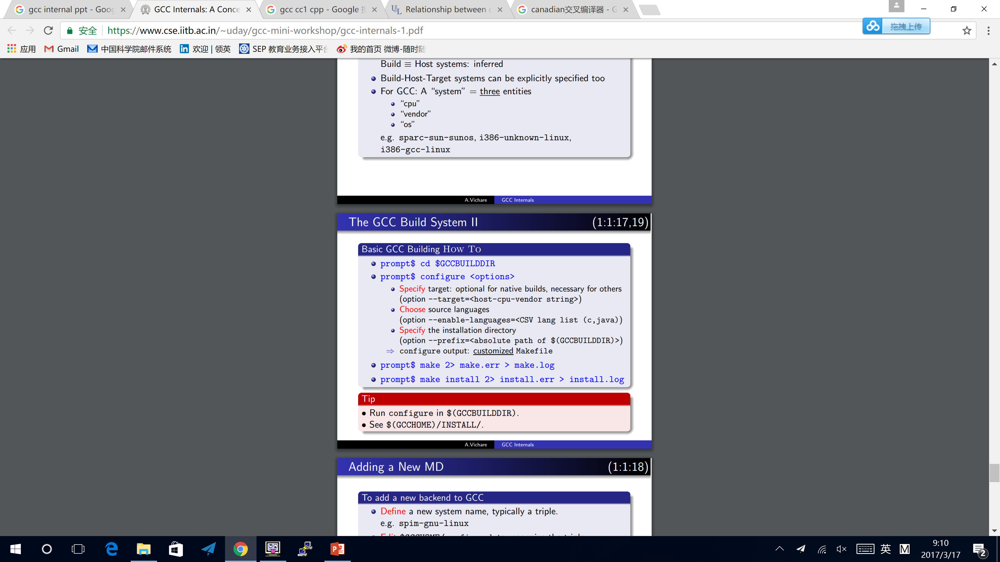 gcc internal ppt - Goog
GCC Internals: A Conce
gcc cc1 cpp - Google 搜
Relationship between c
canadian交叉编译器 - G
安全
https://www.cse.iitb.ac.in/~uday/gcc-mini-workshop/gcc-internals-1.pdf
拖拽上传
应用
Gmail
中国科学院邮件系统
欢迎 | 领英
SEP 教育业务接入平台
我的首页 微博-随时随
Build ≡ Host systems: inferred
Build-Host-Target systems can be explicitly specified too
For GCC: A “system” = three entities
“cpu”
“vendor”
“os”
e.g. sparc-sun-sunos, i386-unknown-linux,
i386-gcc-linux
A.Vichare GCC Internals
The GCC Build System II (1:1:17,19)
Basic GCC Building How To
prompt$ cd $GCCBUILDDIR
prompt$ configure <options>
Specify target: optional for native builds, necessary for others
(option --target=<host-cpu-vendor string>)
Choose source languages
(option --enable-languages=<CSV lang list (c,java))
Specify the installation directory
(option --prefix=<absolute path of $(GCCBUILDDIR)>)
⇒ configure output: customized Makefile
prompt$ make 2> make.err > make.log
prompt$ make install 2> install.err > install.log
Tip
• Run configure in $(GCCBUILDDIR).
• See $(GCCHOME)/INSTALL/.
A.Vichare GCC Internals
Adding a New MD (1:1:18)
To add a new backend to GCC
Define a new system name, typically a triple.
e.g. spim-gnu-linux
英
M
9:10
2017/3/17
2